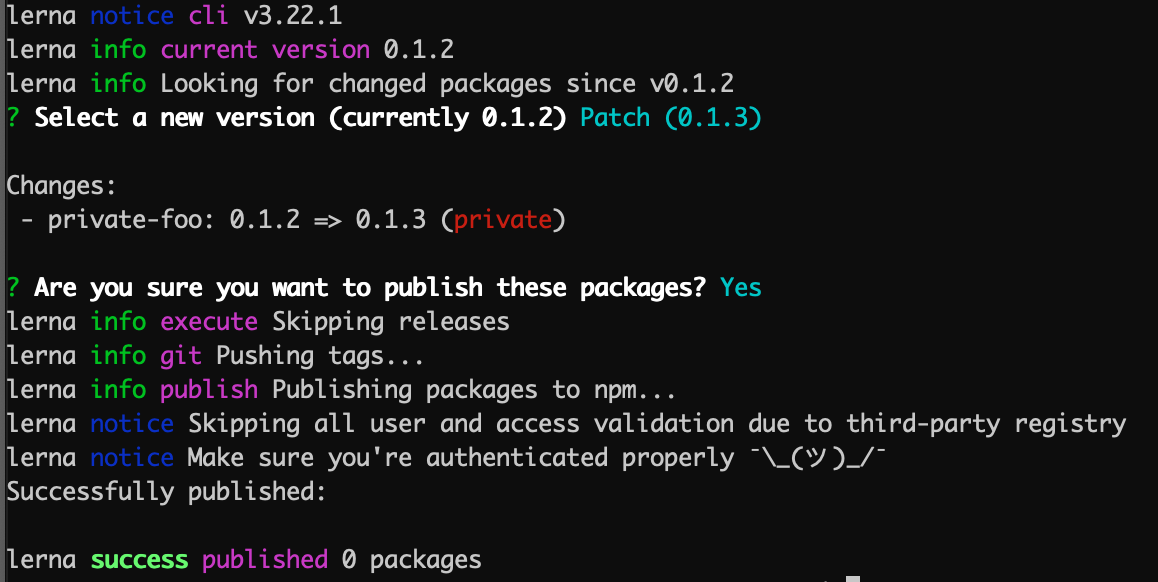 lerna notice cli v3.22.1
lerna info current version 0.1.2
lerna info Looking for changed packages since v0.1.2
? Select a new version (currently 0.1.2) Patch (0.1.3)
Changes:
- private-foo: 0.1.2 => 0.1.3 (private)
? Are you sure you want to publish these packages? Yes
lerna info execute Skipping releases
lerna info git Pushing tags...
lerna info publish Publishing packages to npm...
lerna notice Skipping all user and access validation due to third-party registry
lerna notice Make sure you're authenticated properly ¯\_(ツ)_/¯
Successfully published:
lerna success published 0 packages